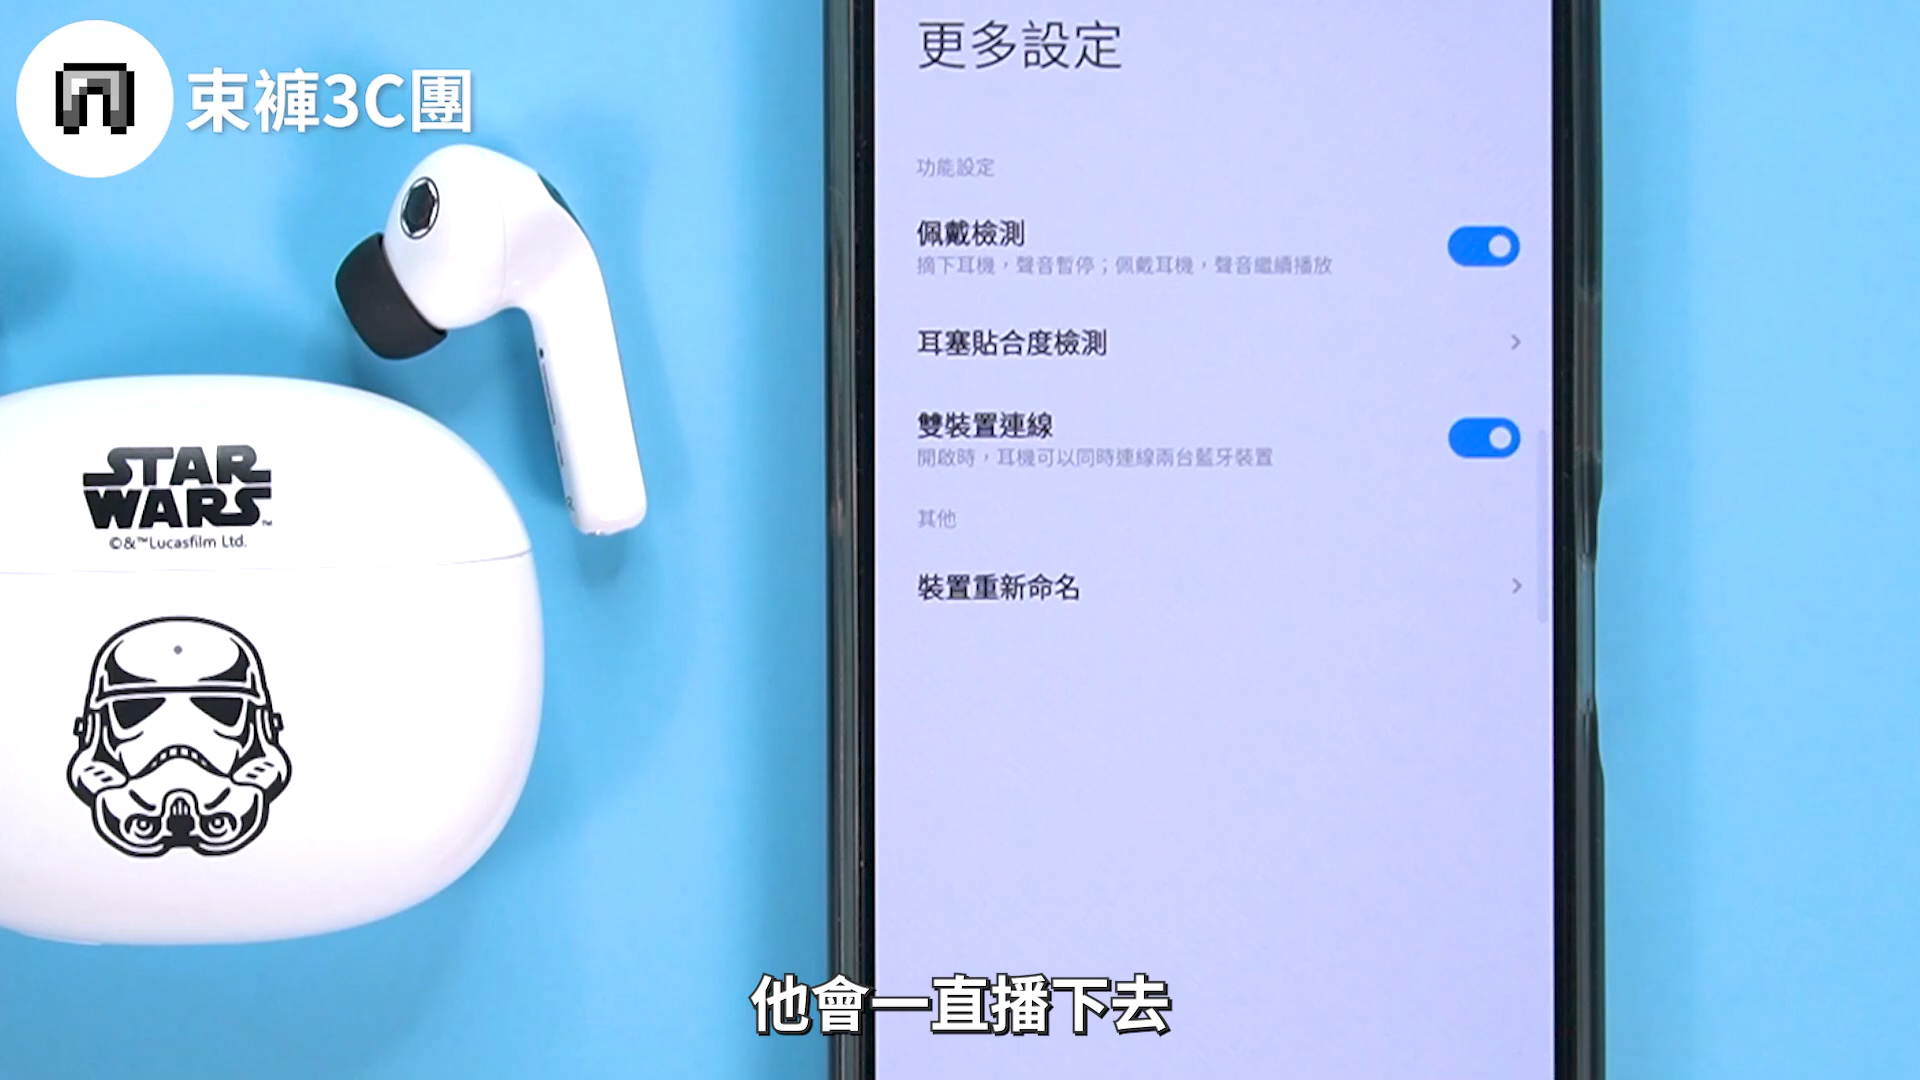 束褲3C團
STAR
WARS™
©&™Lucasfilm Ltd.
更多設定
功能設定
佩戴檢測
摘下耳機，聲音暫停；佩戴耳機，聲音繼續播放
耳塞貼合度檢測
雙裝置連線
開啟時，耳機可以同時連線兩台藍牙裝置
其他
裝置重新命名
他會一直播下去